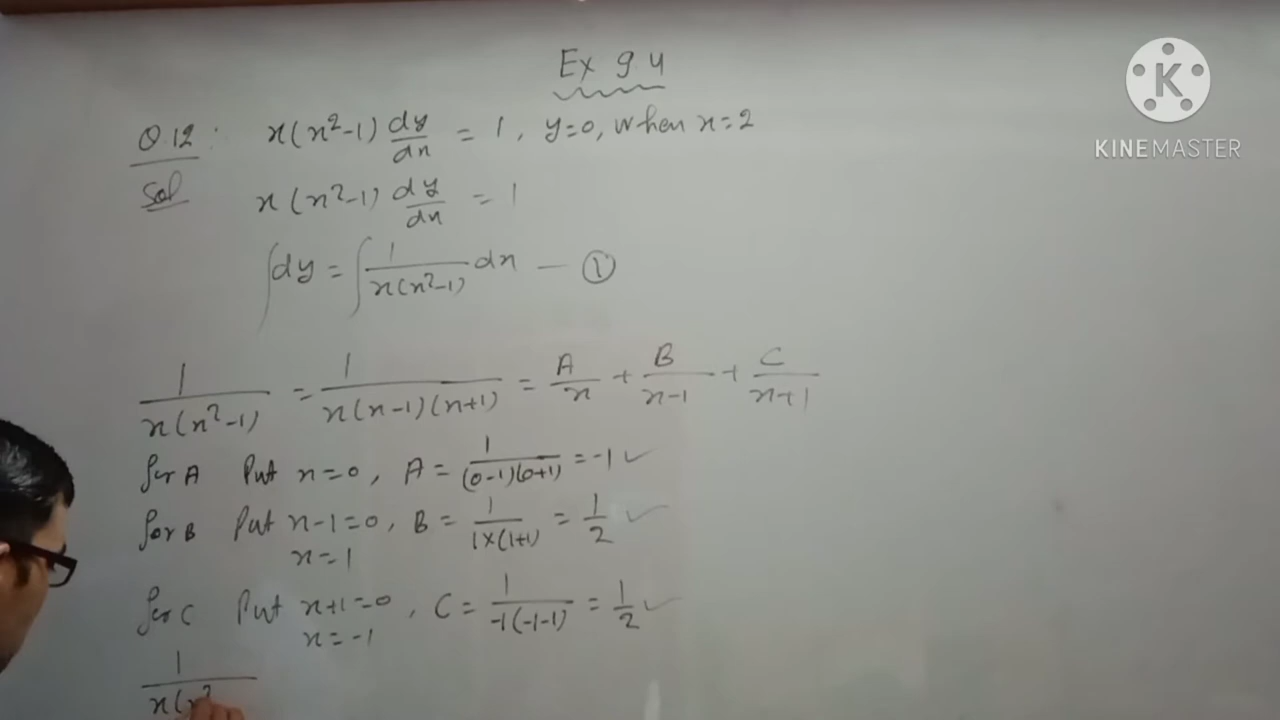 Ex 9.4
K
KINEMASTER
Q 12: x(x²-1) dy/dx = 1, y=0, when x=2
Sol x(x²-1) dy/dx = 1
∫dy = ∫ 1/x(x²-1) dx — ①
1/x(x²-1) = 1/x(x-1)(x+1) = A/x + B/x-1 + C/x+1
for A Put x=0, A = 1/(0-1)(0+1) = -1 ✓
for B Put x-1=0, B = 1/1×(1+1) = 1/2 ✓
x=1
for C Put x+1=0, C = 1/-1(-1-1) = 1/2 ✓
x=-1
1/x(x²